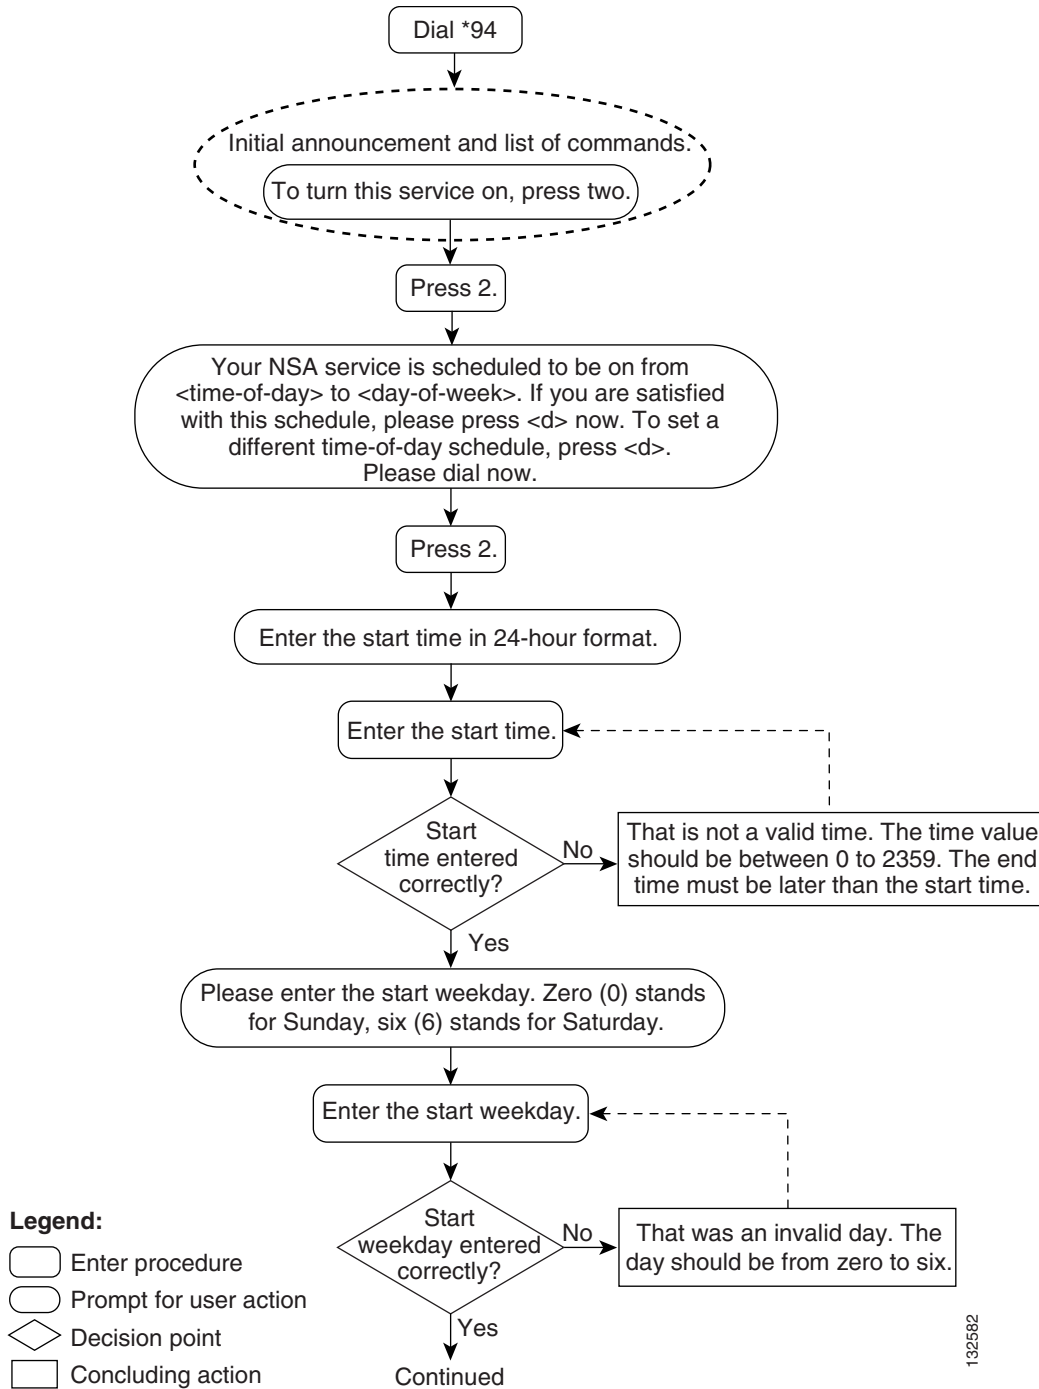 Dial *94
Initial announcement and list of commands.
To turn this service on, press two.
Press 2.
Your NSA service is scheduled to be on from
<time-of-day> to <day-of-week>. If you are satisfied
with this schedule, please press <d> now. To set a
different time-of-day schedule, press <d>.
Please dial now.
Press 2.
Enter the start time in 24-hour format.
Enter the start time.
Start
time entered
correctly?
No
That is not a valid time. The time value
should be between 0 to 2359. The end
time must be later than the start time.
Yes
Please enter the start weekday. Zero (0) stands
for Sunday, six (6) stands for Saturday.
Enter the start weekday.
Start
weekday entered
correctly?
No
That was an invalid day. The
day should be from zero to six.
Yes
Continued
Legend:
Enter procedure
Prompt for user action
Decision point
Concluding action
132582